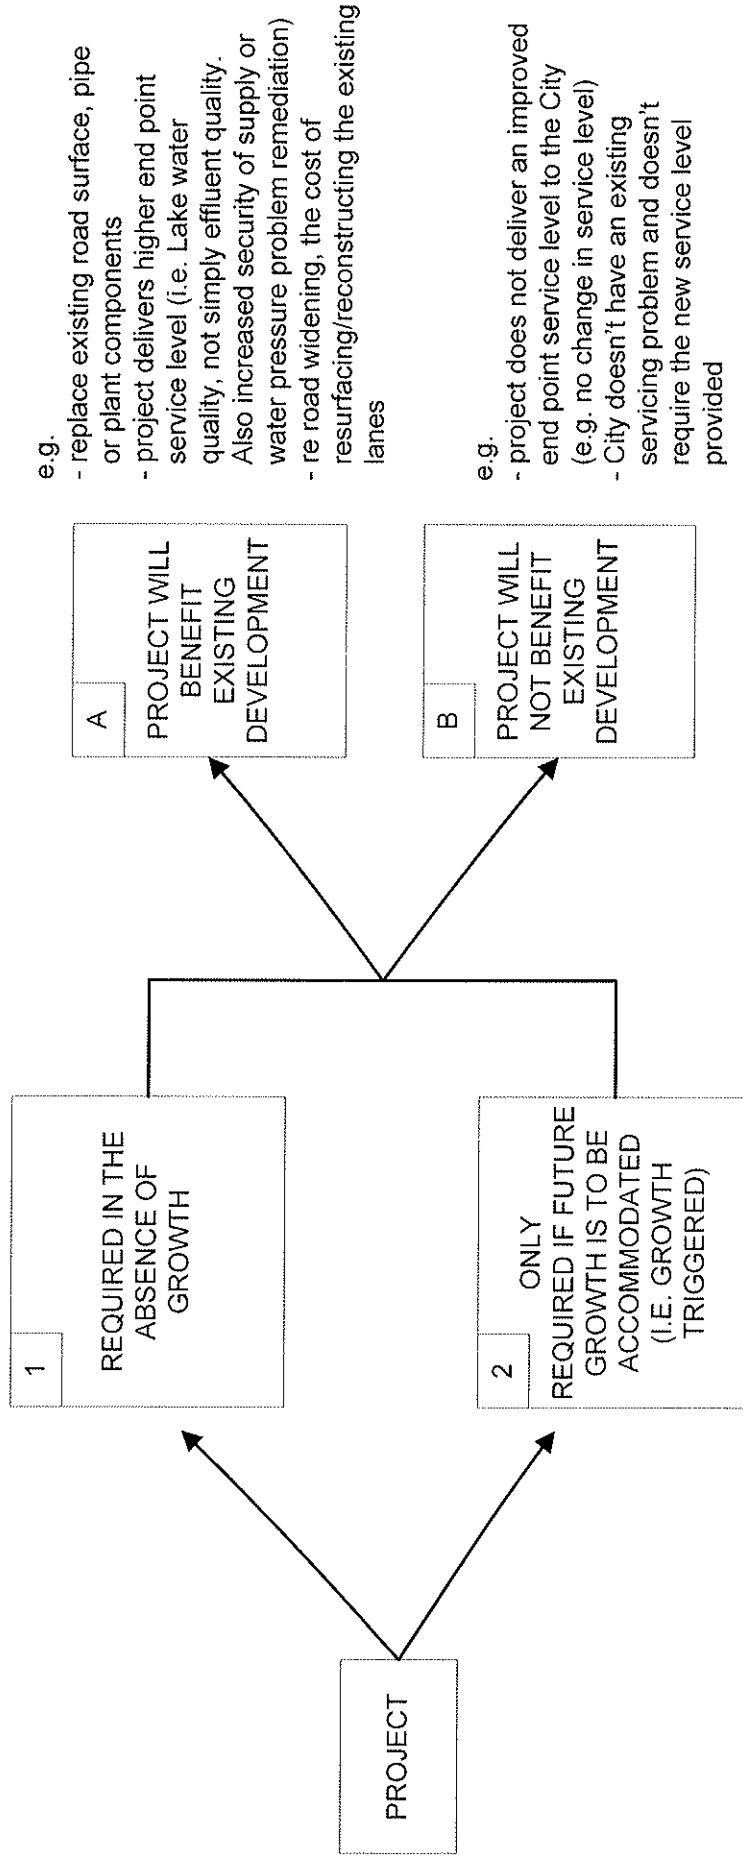 PROJECT
1
REQUIRED IN THE
ABSENCE OF
GROWTH
2
ONLY
REQUIRED IF FUTURE
GROWTH IS TO BE
ACCOMMODATED
(I.E. GROWTH
TRIGGERED)
A
PROJECT WILL
BENEFIT
EXISTING
DEVELOPMENT
e.g.
- replace existing road surface, pipe
or plant components
- project delivers higher end point
service level (i.e. Lake water
quality, not simply effluent quality.
Also increased security of supply or
water pressure problem remediation)
- re road widening, the cost of
resurfacing/reconstructing the existing
lanes
B
PROJECT WILL
NOT BENEFIT
EXISTING
DEVELOPMENT
e.g.
- project does not deliver an improved
end point service level to the City
(e.g. no change in service level)
- City doesn't have an existing
servicing problem and doesn't
require the new service level
provided